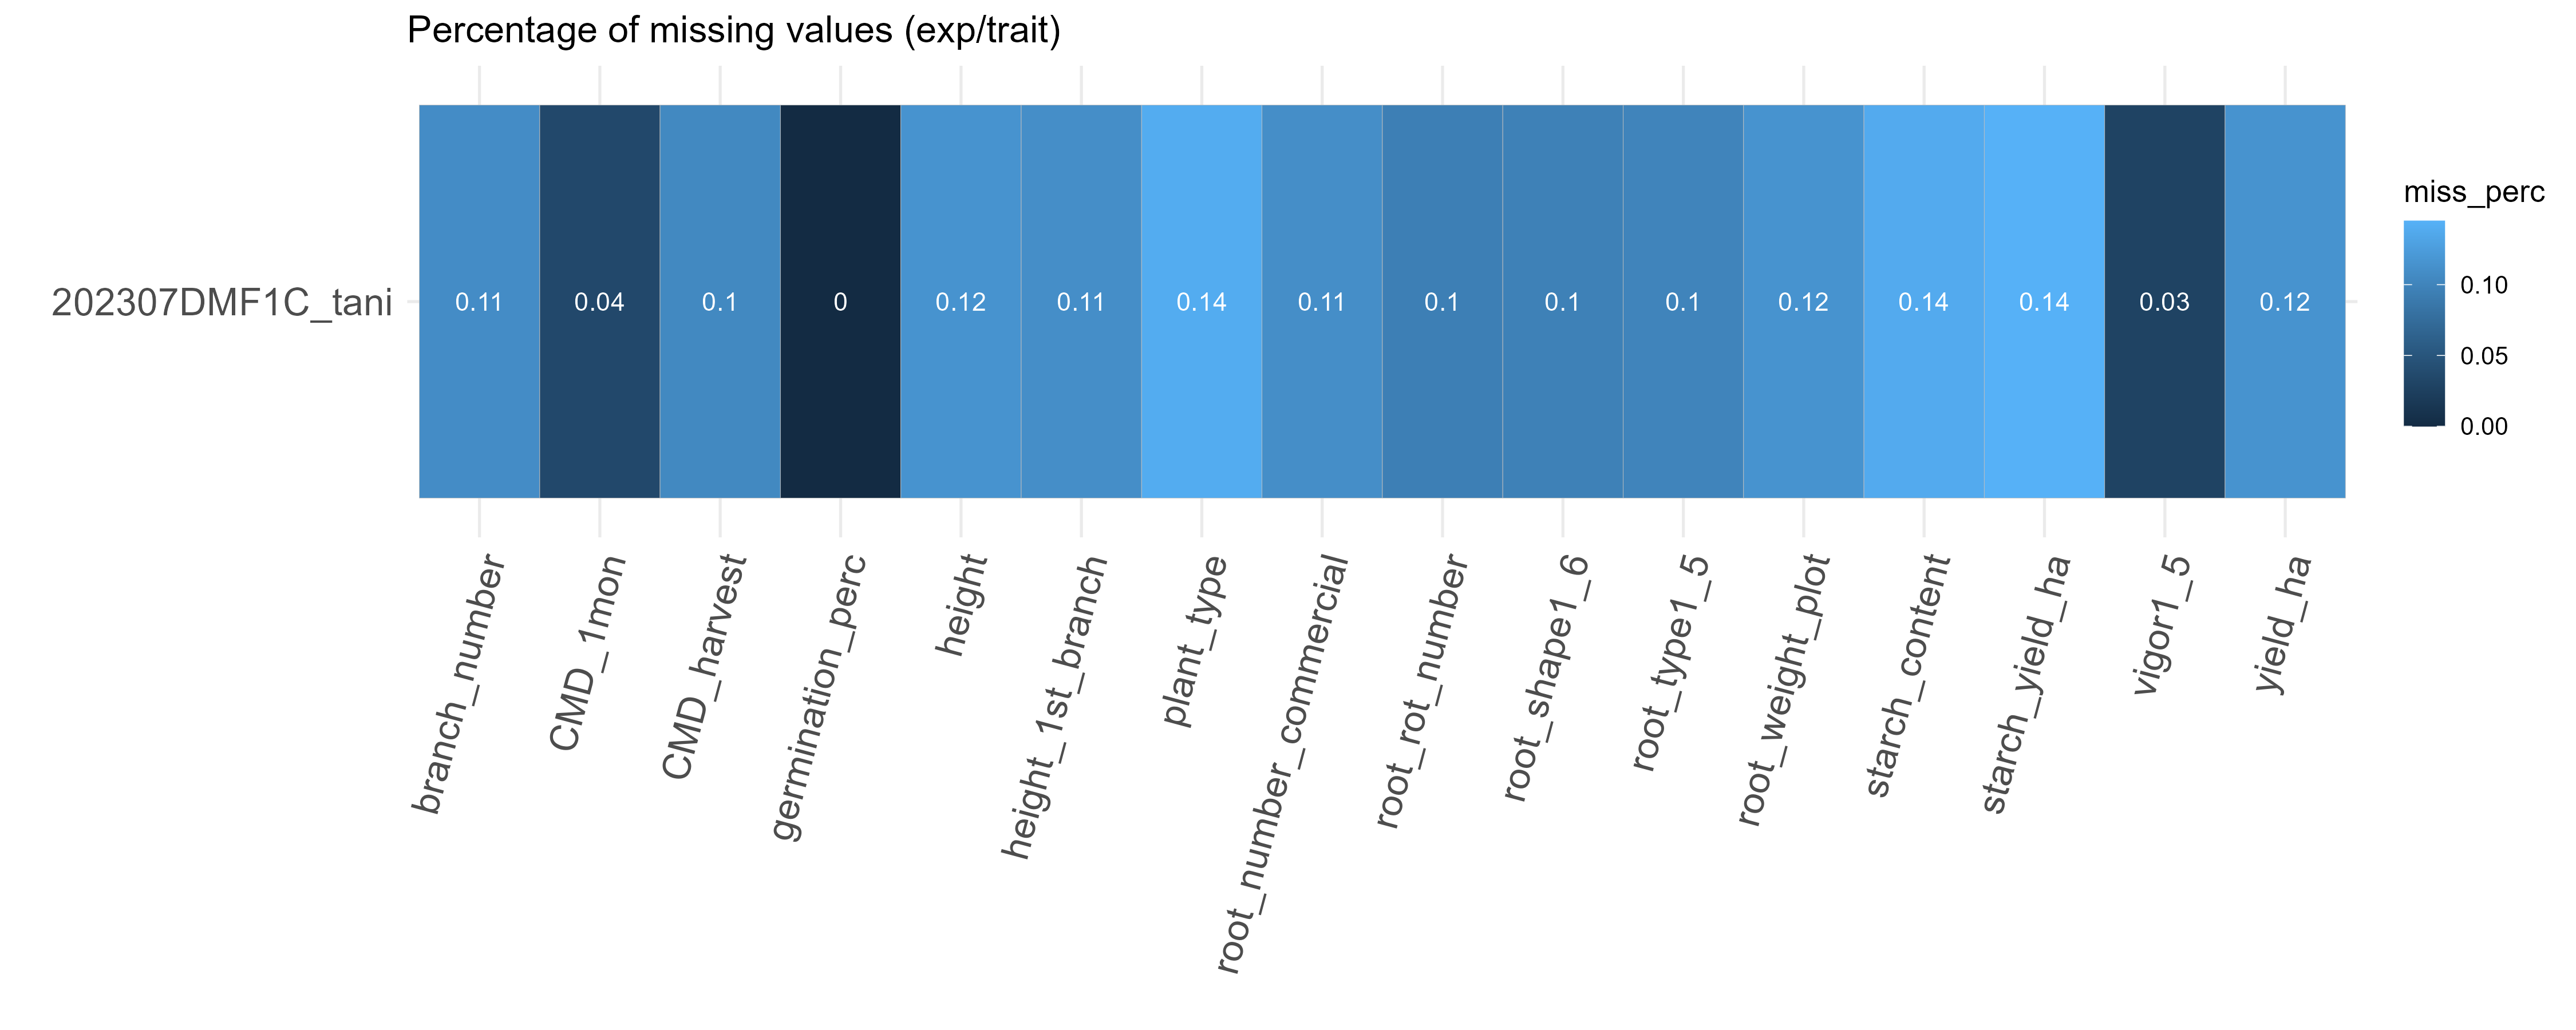 Percentage of missing values (exp/trait)
202307DMF1C_tani
0.11 0.04 0.1 0 0.12 0.11 0.14 0.11 0.1 0.1 0.1 0.12 0.14 0.14 0.03 0.12
branch_number
CMD_1mon
CMD_harvest
germination_perc
height
height_1st_branch
plant_type
root_number_commercial
root_rot_number
root_shape1_6
root_type1_5
root_weight_plot
starch_content
starch_yield_ha
vigor1_5
yield_ha
miss_perc
0.10
0.05
0.00